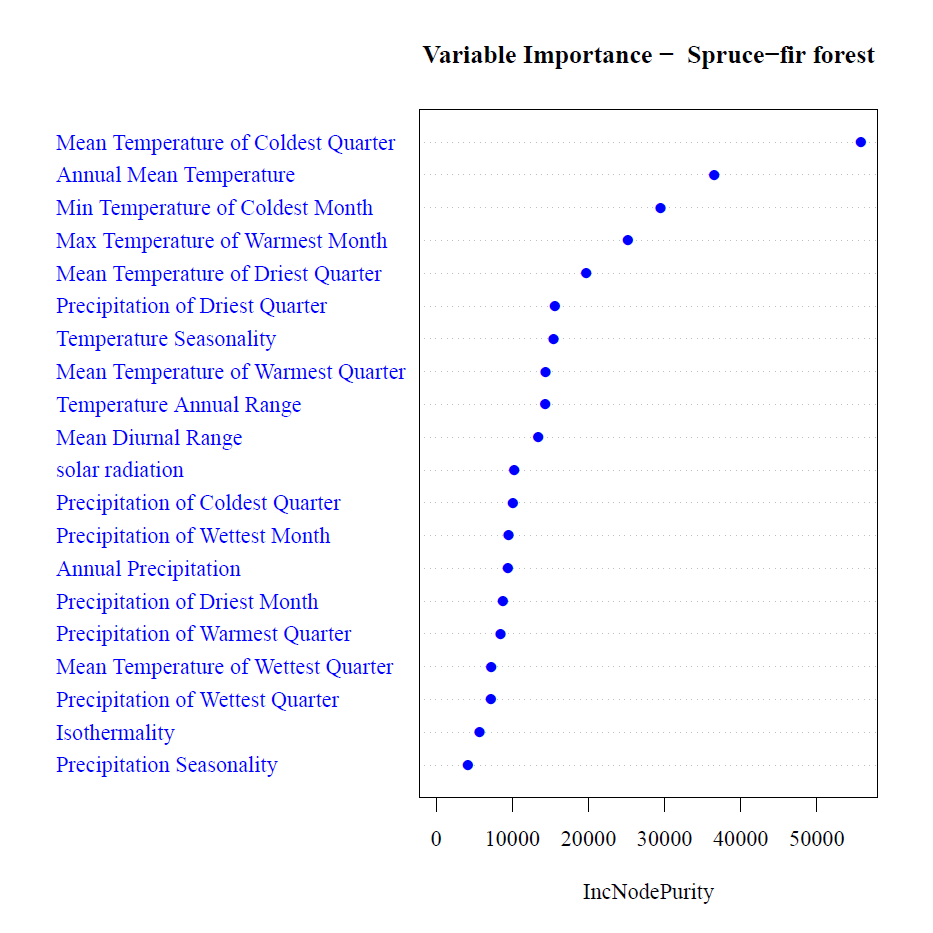 Variable Importance − Spruce−fir forest
Mean Temperature of Coldest Quarter
Annual Mean Temperature
Min Temperature of Coldest Month
Max Temperature of Warmest Month
Mean Temperature of Driest Quarter
Precipitation of Driest Quarter
Temperature Seasonality
Mean Temperature of Warmest Quarter
Temperature Annual Range
Mean Diurnal Range
solar radiation
Precipitation of Coldest Quarter
Precipitation of Wettest Month
Annual Precipitation
Precipitation of Driest Month
Precipitation of Warmest Quarter
Mean Temperature of Wettest Quarter
Precipitation of Wettest Quarter
Isothermality
Precipitation Seasonality
0 10000 20000 30000 40000 50000
IncNodePurity